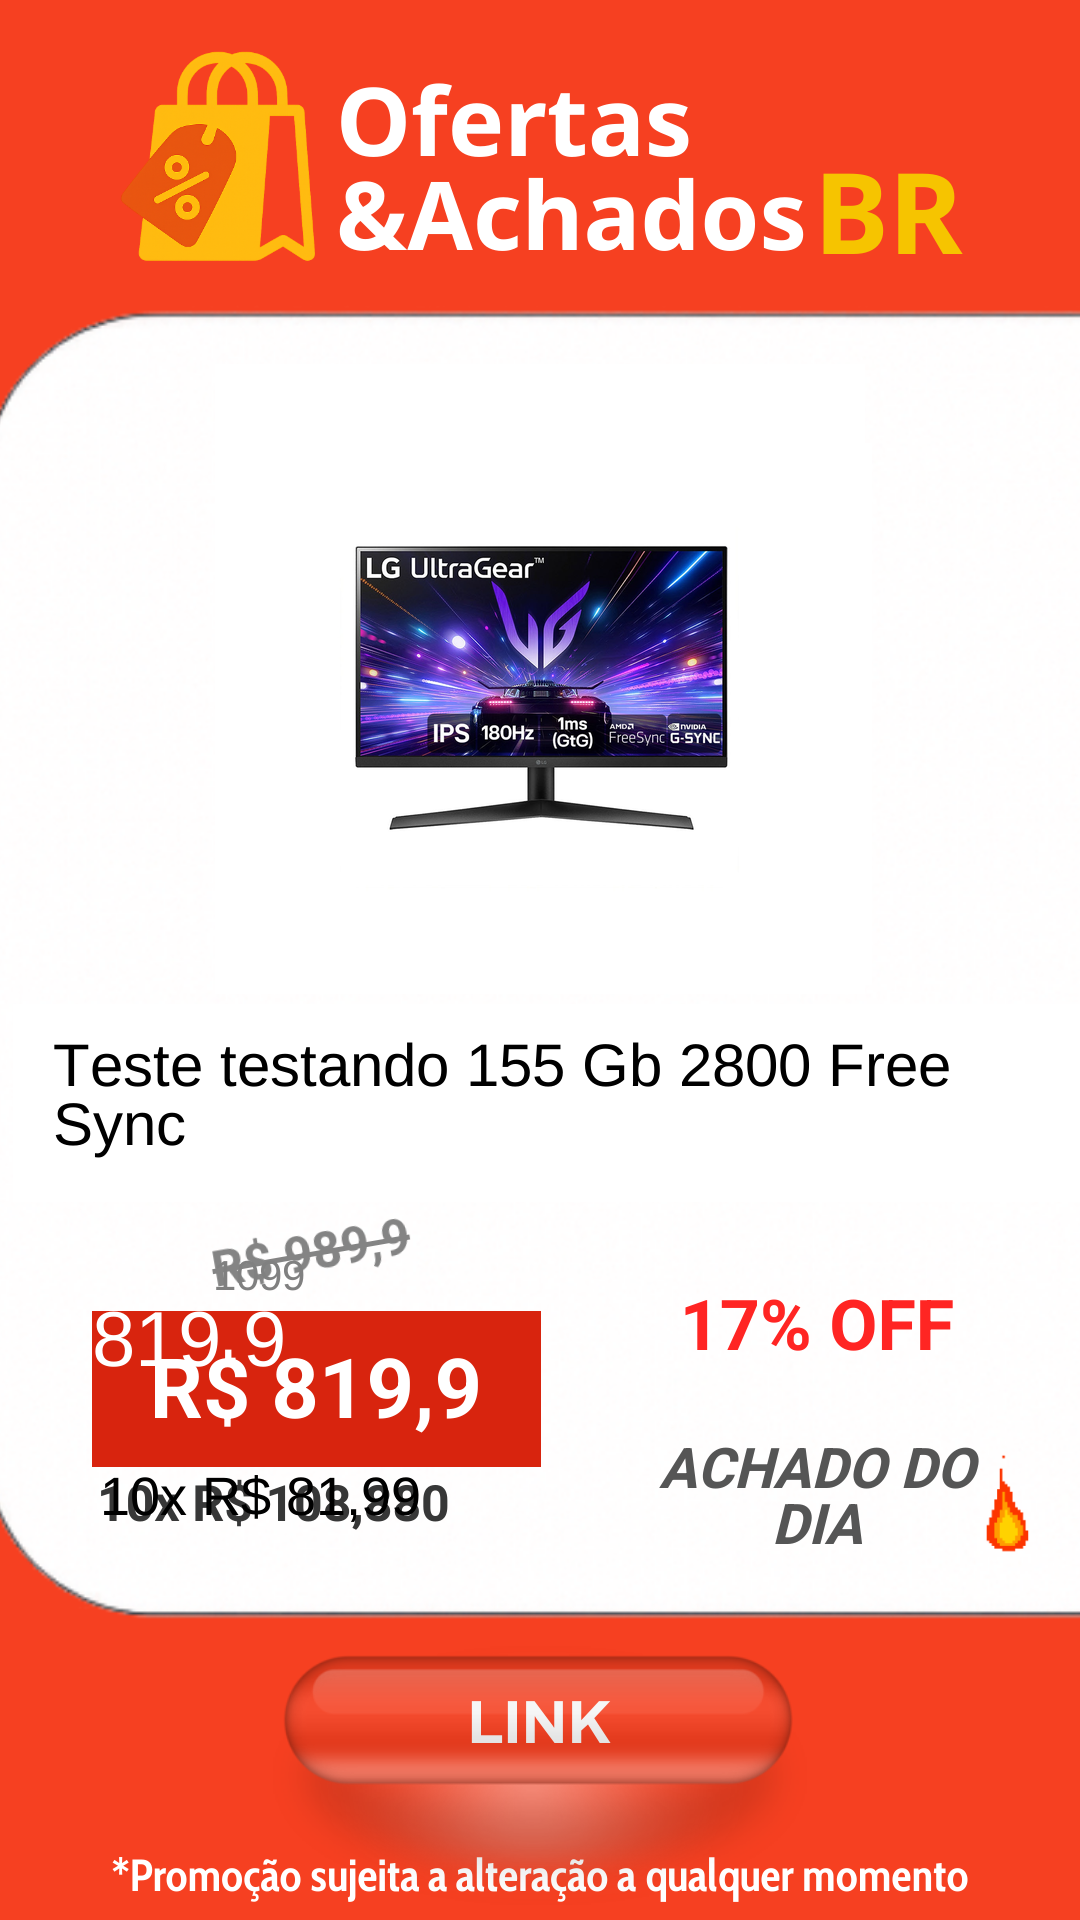 Ofertas
&Achados BR
LG UltraGear™
IPS 180Hz 1ms (GtG) AMD FreeSync NVIDIA G-SYNC
Teste testando 155 Gb 2800 Free
Sync
R$ 989,9
1099
819,9
R$ 819,9
17% OFF
10x R$ 81,99
10x R$
ACHADO DO
DIA
LINK
*Promoção sujeita a alteração a qualquer momento